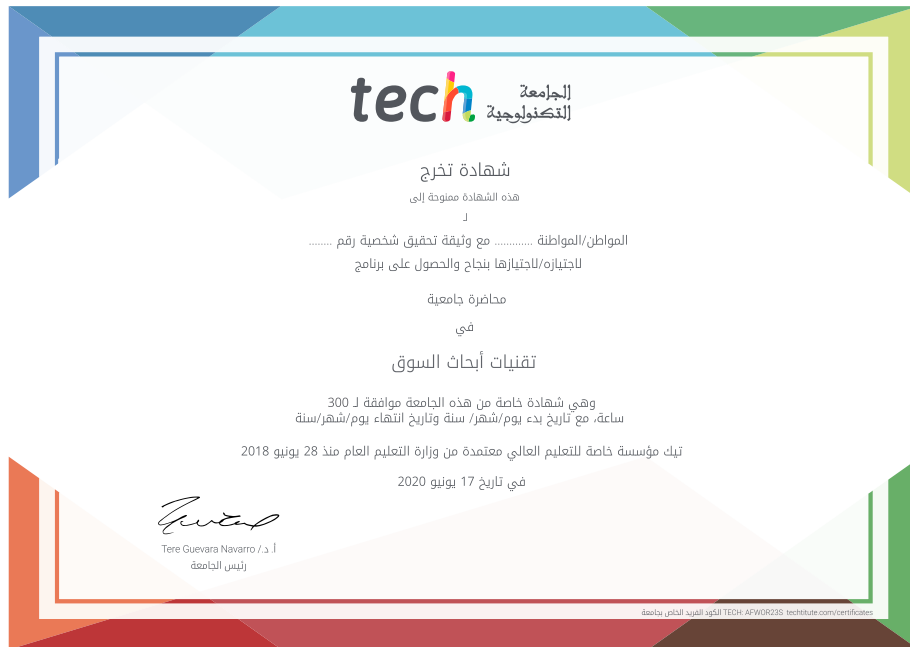 tech الجامعة
التكنولوجية
شهادة تخرج
هذه الشهادة ممنوحة إلى
لـ
المواطن/المواطنة ............. مع وثيقة تحقيق شخصية رقم ........
لاجتيازه/لاجتيازها بنجاح والحصول على برنامج
محاضرة جامعية
في
تقنيات أبحاث السوق
وهي شهادة خاصة من هذه الجامعة موافقة لـ 300
ساعة، مع تاريخ بدء يوم/شهر/ سنة وتاريخ انتهاء يوم/شهر/سنة
تيك مؤسسة خاصة للتعليم العالي معتمدة من وزارة التعليم العام منذ 28 يونيو 2018
في تاريخ 17 يونيو 2020
أ. د./ Tere Guevara Navarro
رئيس الجامعة
الكود الفريد الخاص بجامعة TECH: AFWOR23S techtitute.com/certificates